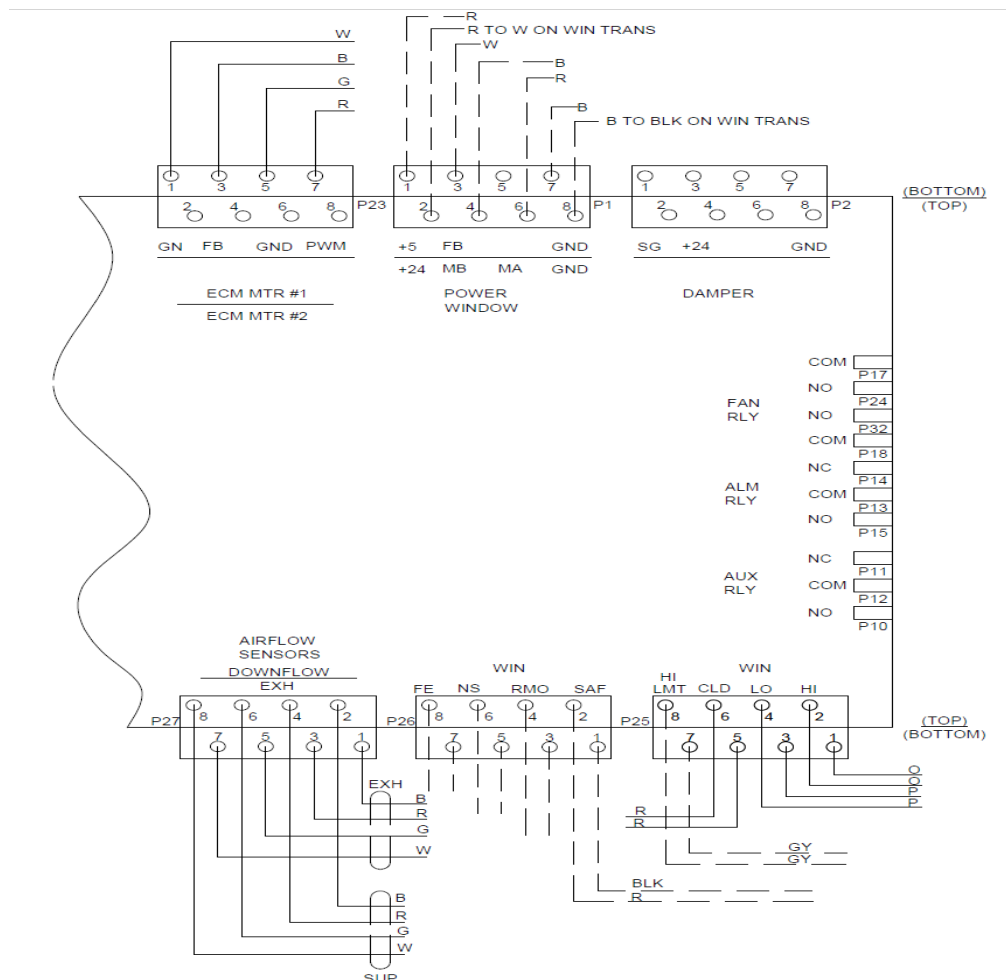 R
R TO W ON WIN TRANS
W
W
B
B
G
R
R
B
B TO BLK ON WIN TRANS
1 3 5 7
2 4 6 8
P23
1 3 5 7
2 4 6 8
P1
1 3 5 7
2 4 6 8
P2
(BOTTOM)
(TOP)
GN FB GND PWM
+5 FB GND
+24 MB MA GND
SG +24 GND
ECM MTR #1
ECM MTR #2
POWER
WINDOW
DAMPER
COM
P17
NO
P24
FAN
RLY
NO
P32
COM
P18
NC
P14
ALM
RLY
COM
P13
NO
P15
NC
P11
AUX
RLY
COM
P12
NO
P10
AIRFLOW
SENSORS
DOWNFLOW
EXH
WIN
FE NS RMO SAF
WIN
HI
LMT CLD LO HI
P27
8 6 4 2
7 5 3 1
P26
8 6 4 2
7 5 3 1
P25
8 6 4 2
7 5 3 1
(TOP)
(BOTTOM)
EXH
B
R
G
W
O
O
P
P
R
R
GY
GY
BLK
R
B
R
G
W
SUP